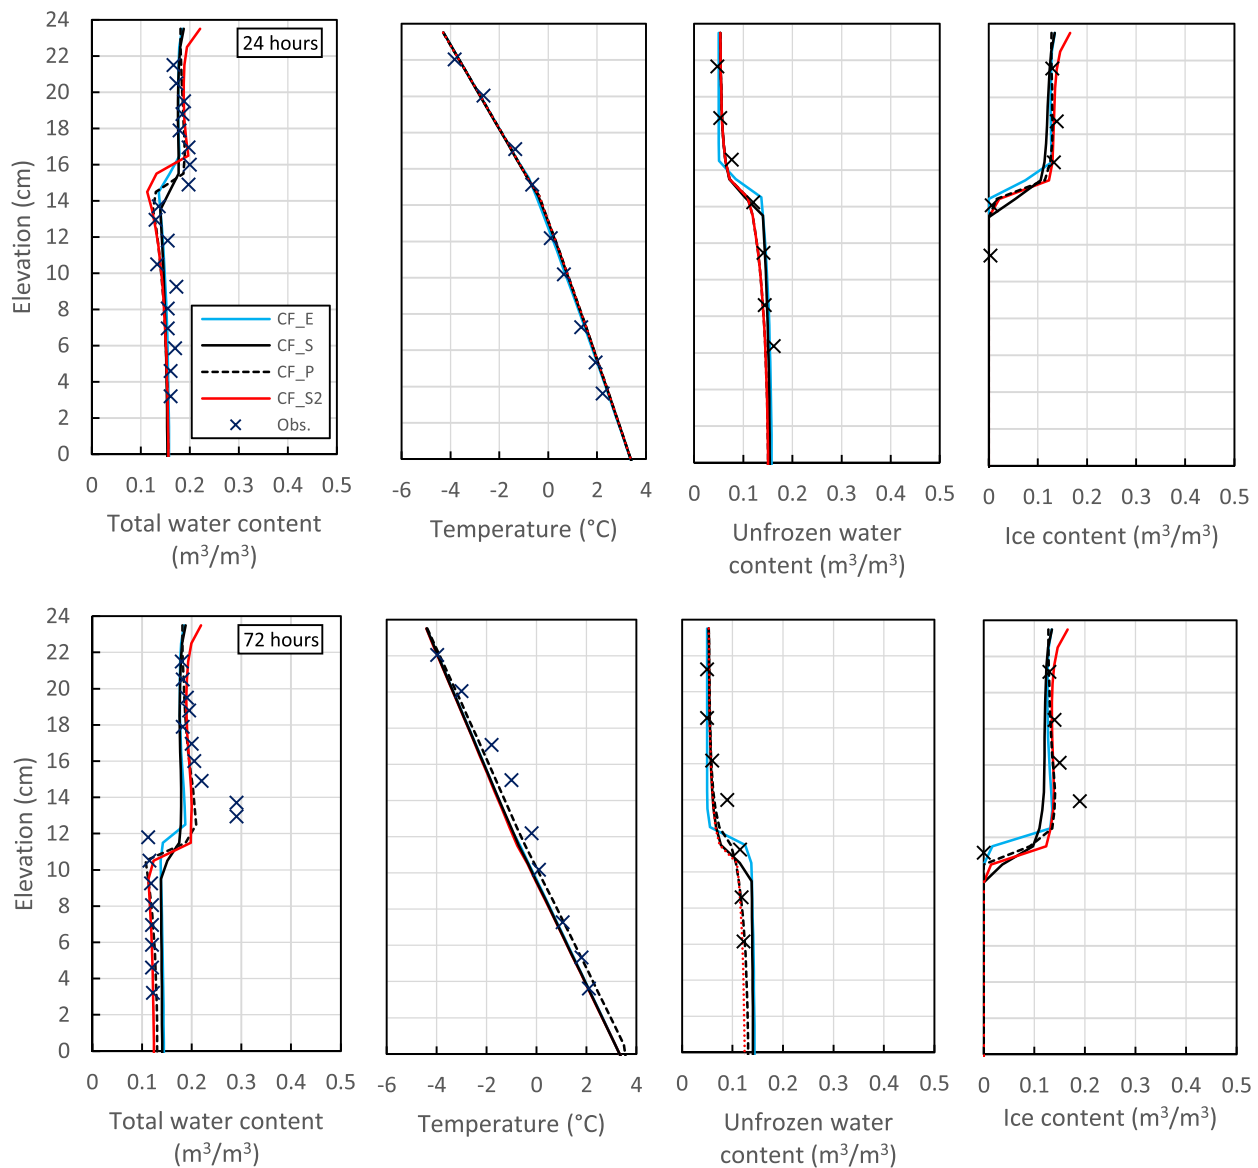 24
22
20
18
16
14
12
10
8
6
4
2
0
Elevation (cm)
24 hours
CF_E
CF_S
CF_P
CF_S2
Obs.
0 0.1 0.2 0.3 0.4 0.5
Total water content
(m³/m³)
-6 -4 -2 0 2 4
Temperature (°C)
0 0.1 0.2 0.3 0.4 0.5
Unfrozen water
content (m³/m³)
0 0.1 0.2 0.3 0.4 0.5
Ice content (m³/m³)
24
22
20
18
16
14
12
10
8
6
4
2
0
Elevation (cm)
72 hours
0 0.1 0.2 0.3 0.4 0.5
Total water content
(m³/m³)
-6 -4 -2 0 2 4
Temperature (°C)
0 0.1 0.2 0.3 0.4 0.5
Unfrozen water
content (m³/m³)
0 0.1 0.2 0.3 0.4 0.5
Ice content (m³/m³)